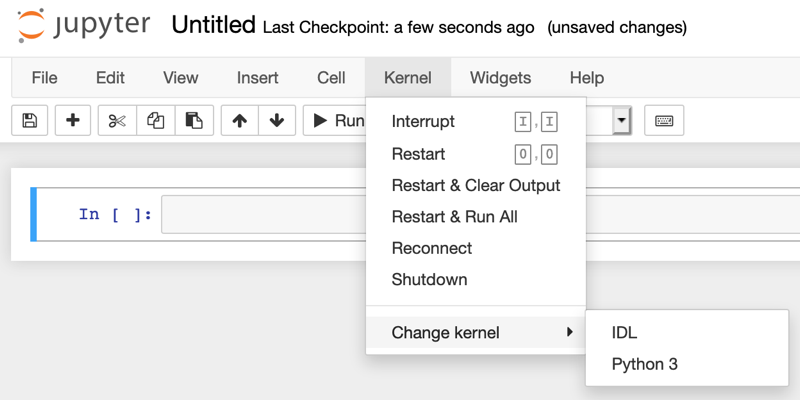 jupyter Untitled Last Checkpoint: a few seconds ago (unsaved changes)
File Edit View Insert Cell Kernel Widgets Help
Run
Interrupt I,I
Restart 0,0
Restart & Clear Output
Restart & Run All
Reconnect
Shutdown
Change kernel
IDL
Python 3
In [ ]: